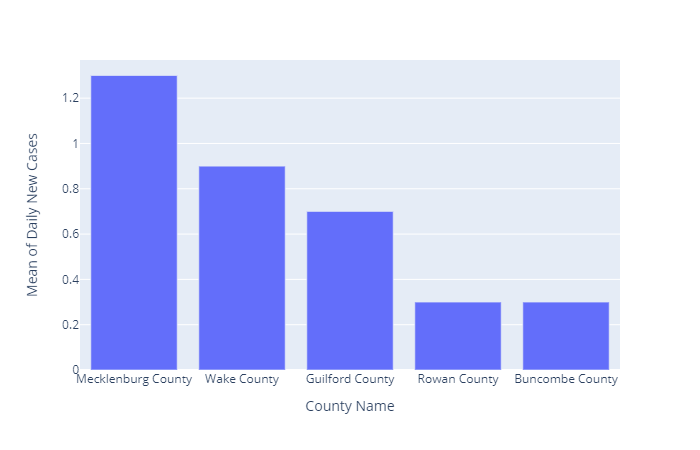 Mean of Daily New Cases
1.2
1
0.8
0.6
0.4
0.2
0
Mecklenburg County Wake County Guilford County Rowan County Buncombe County
County Name